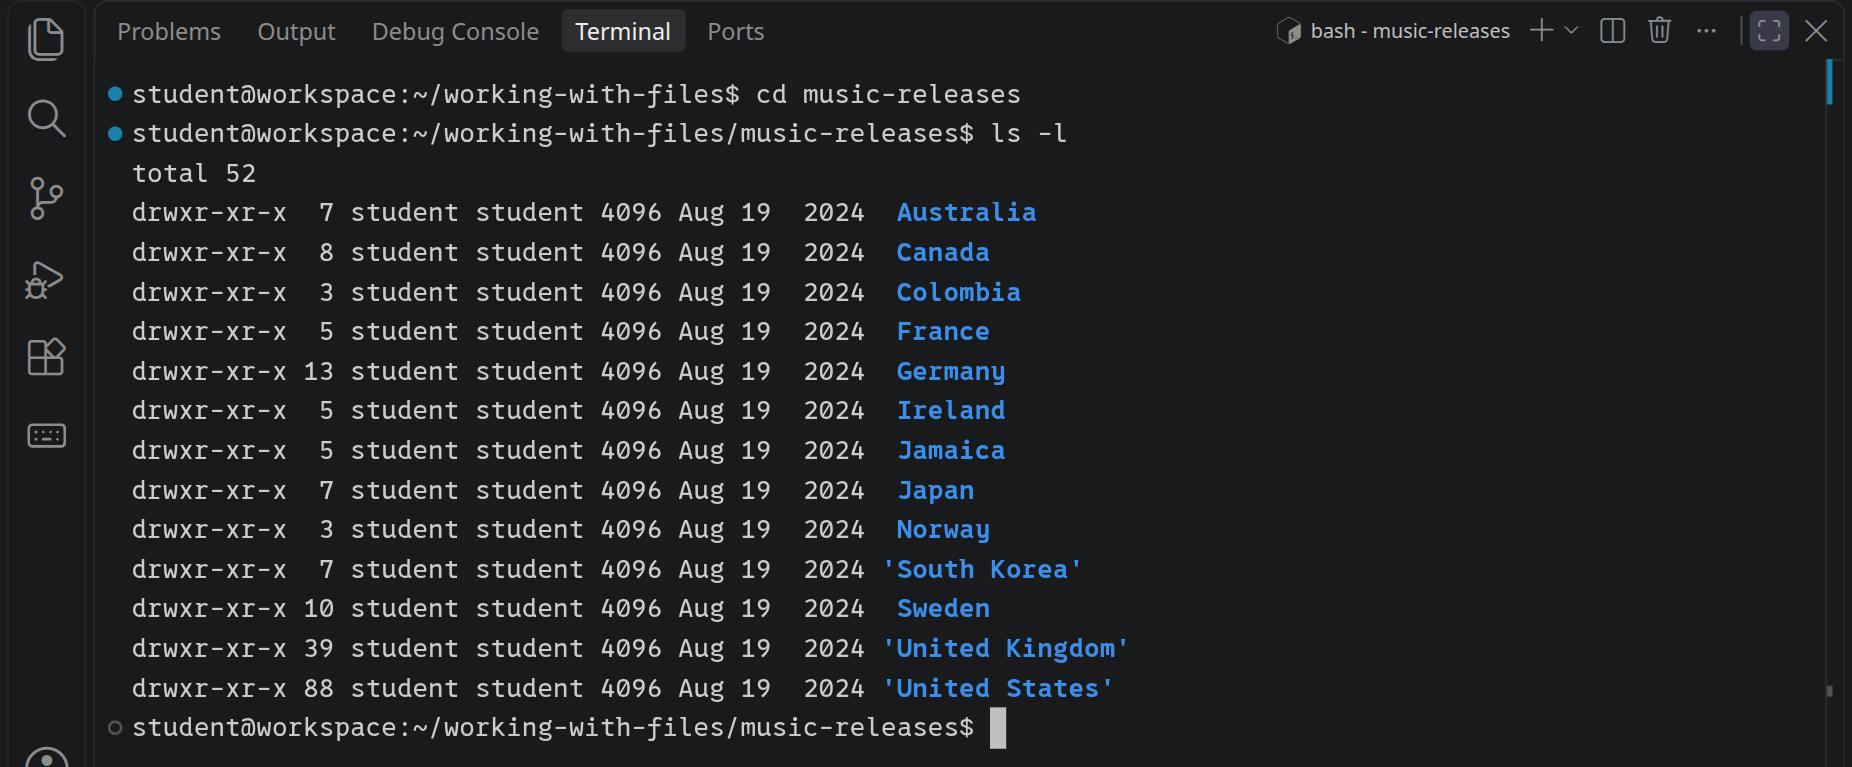 Problems Output Debug Console Terminal Ports bash - music-releases
student@workspace:~/working-with-files$ cd music-releases
student@workspace:~/working-with-files/music-releases$ ls -l
total 52
drwxr-xr-x  7 student student 4096 Aug 19  2024  Australia
drwxr-xr-x  8 student student 4096 Aug 19  2024  Canada
drwxr-xr-x  3 student student 4096 Aug 19  2024  Colombia
drwxr-xr-x  5 student student 4096 Aug 19  2024  France
drwxr-xr-x 13 student student 4096 Aug 19  2024  Germany
drwxr-xr-x  5 student student 4096 Aug 19  2024  Ireland
drwxr-xr-x  5 student student 4096 Aug 19  2024  Jamaica
drwxr-xr-x  7 student student 4096 Aug 19  2024  Japan
drwxr-xr-x  3 student student 4096 Aug 19  2024  Norway
drwxr-xr-x  7 student student 4096 Aug 19  2024 'South Korea'
drwxr-xr-x 10 student student 4096 Aug 19  2024  Sweden
drwxr-xr-x 39 student student 4096 Aug 19  2024 'United Kingdom'
drwxr-xr-x 88 student student 4096 Aug 19  2024 'United States'
student@workspace:~/working-with-files/music-releases$